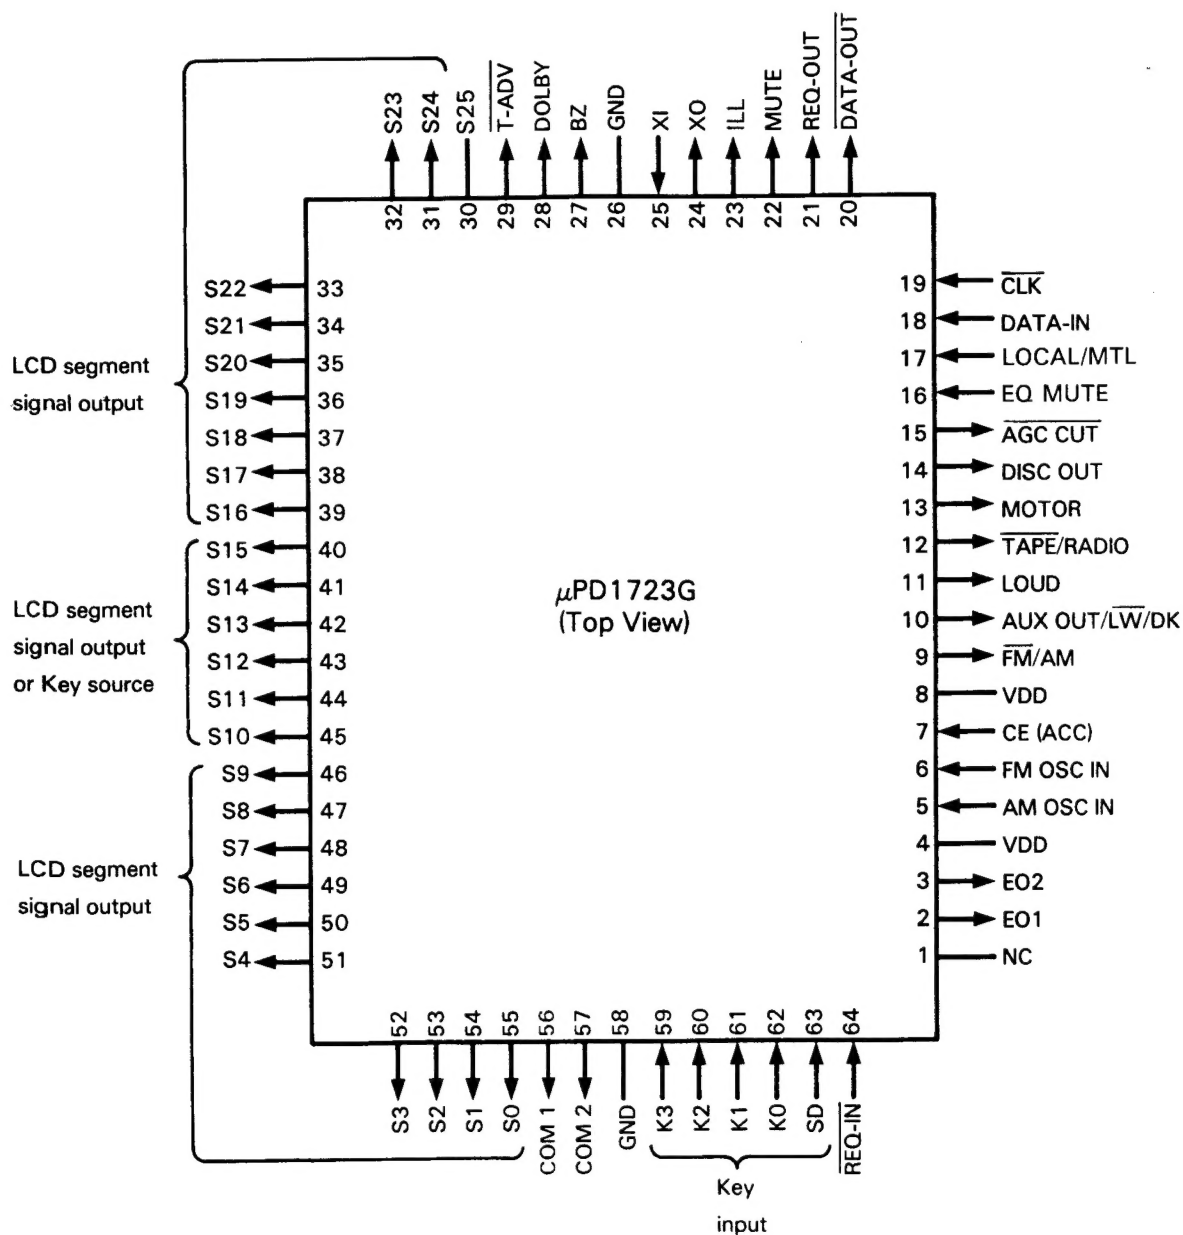 S23
S24
S25
T-ADV
DOLBY
BZ
GND
XI
XO
ILL
MUTE
REQ-OUT
DATA-OUT
32
31
30
29
28
27
26
25
24
23
22
21
20
S22 33
S21 34
S20 35
S19 36
S18 37
S17 38
S16 39
S15 40
S14 41
S13 42
S12 43
S11 44
S10 45
S9 46
S8 47
S7 48
S6 49
S5 50
S4 51
LCD segment
signal output
LCD segment
signal output
or Key source
LCD segment
signal output
μPD1723G
(Top View)
19 CLK
18 DATA-IN
17 LOCAL/MTL
16 EQ MUTE
15 AGC CUT
14 DISC OUT
13 MOTOR
12 TAPE/RADIO
11 LOUD
10 AUX OUT/LW/DK
9 FM/AM
8 VDD
7 CE (ACC)
6 FM OSC IN
5 AM OSC IN
4 VDD
3 EO2
2 EO1
1 NC
52
53
54
55
56
57
58
59
60
61
62
63
64
S3
S2
S1
S0
COM 1
COM 2
GND
K3
K2
K1
K0
SD
REQ-IN
Key
input